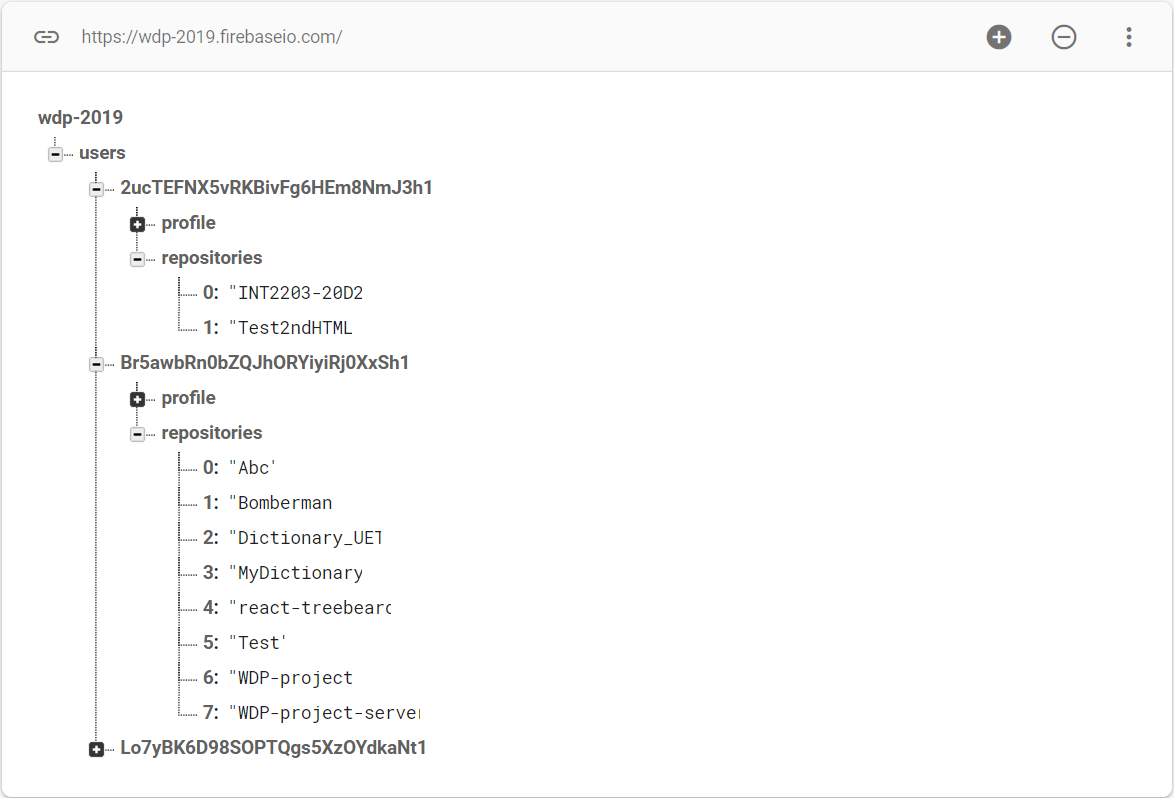 https://wdp-2019.firebaseio.com/
wdp-2019
users
2ucTEFNX5vRKBivFg6HEm8NmJ3h1
profile
repositories
0: "INT2203-20D2
1: "Test2ndHTML
Br5awbRn0bZQJhORYiyiRj0XxSh1
profile
repositories
0: "Abc"
1: "Bomberman
2: "Dictionary_UET
3: "MyDictionary
4: "react-treebeard
5: "Test"
6: "WDP-project
7: "WDP-project-server
Lo7yBK6D98SOPTQgs5XzOYdkaNt1